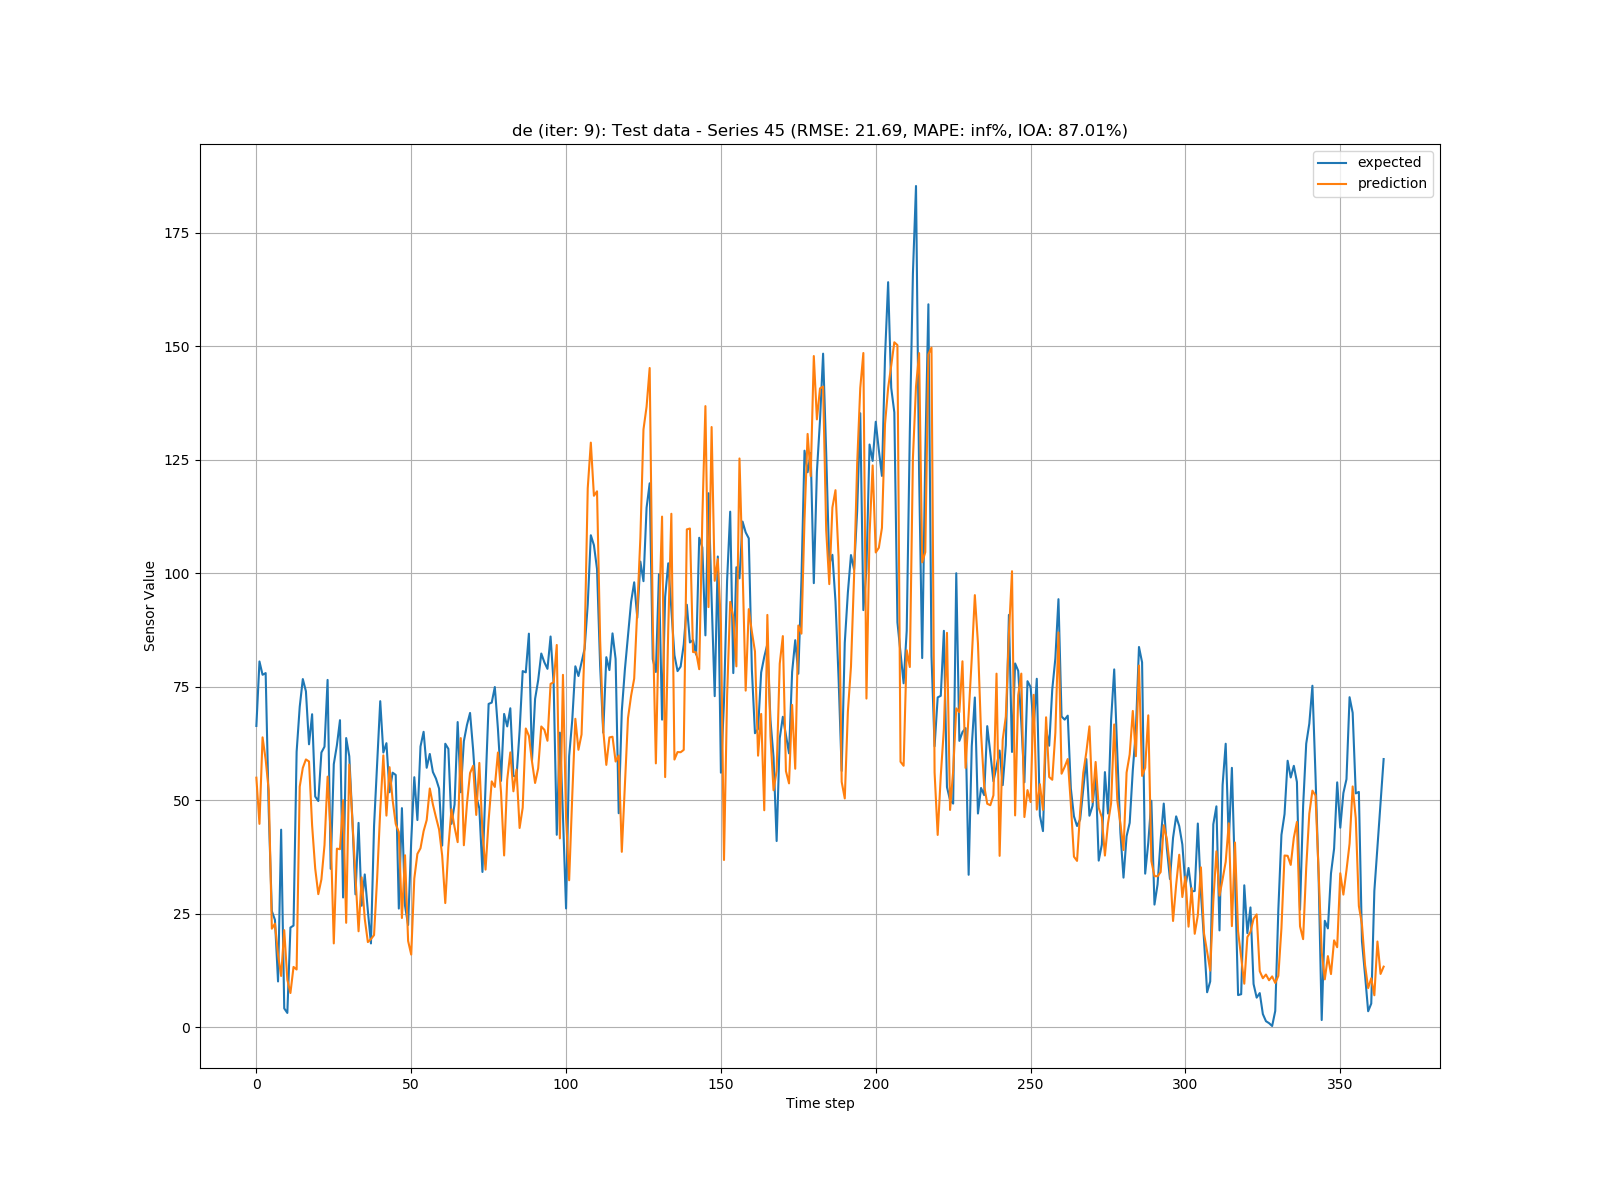 de (iter: 9): Test data - Series 45 (RMSE: 21.69, MAPE: inf%, IOA: 87.01%)
expected
prediction
175
150
125
100
75
50
25
0
Sensor Value
0 50 100 150 200 250 300 350
Time step